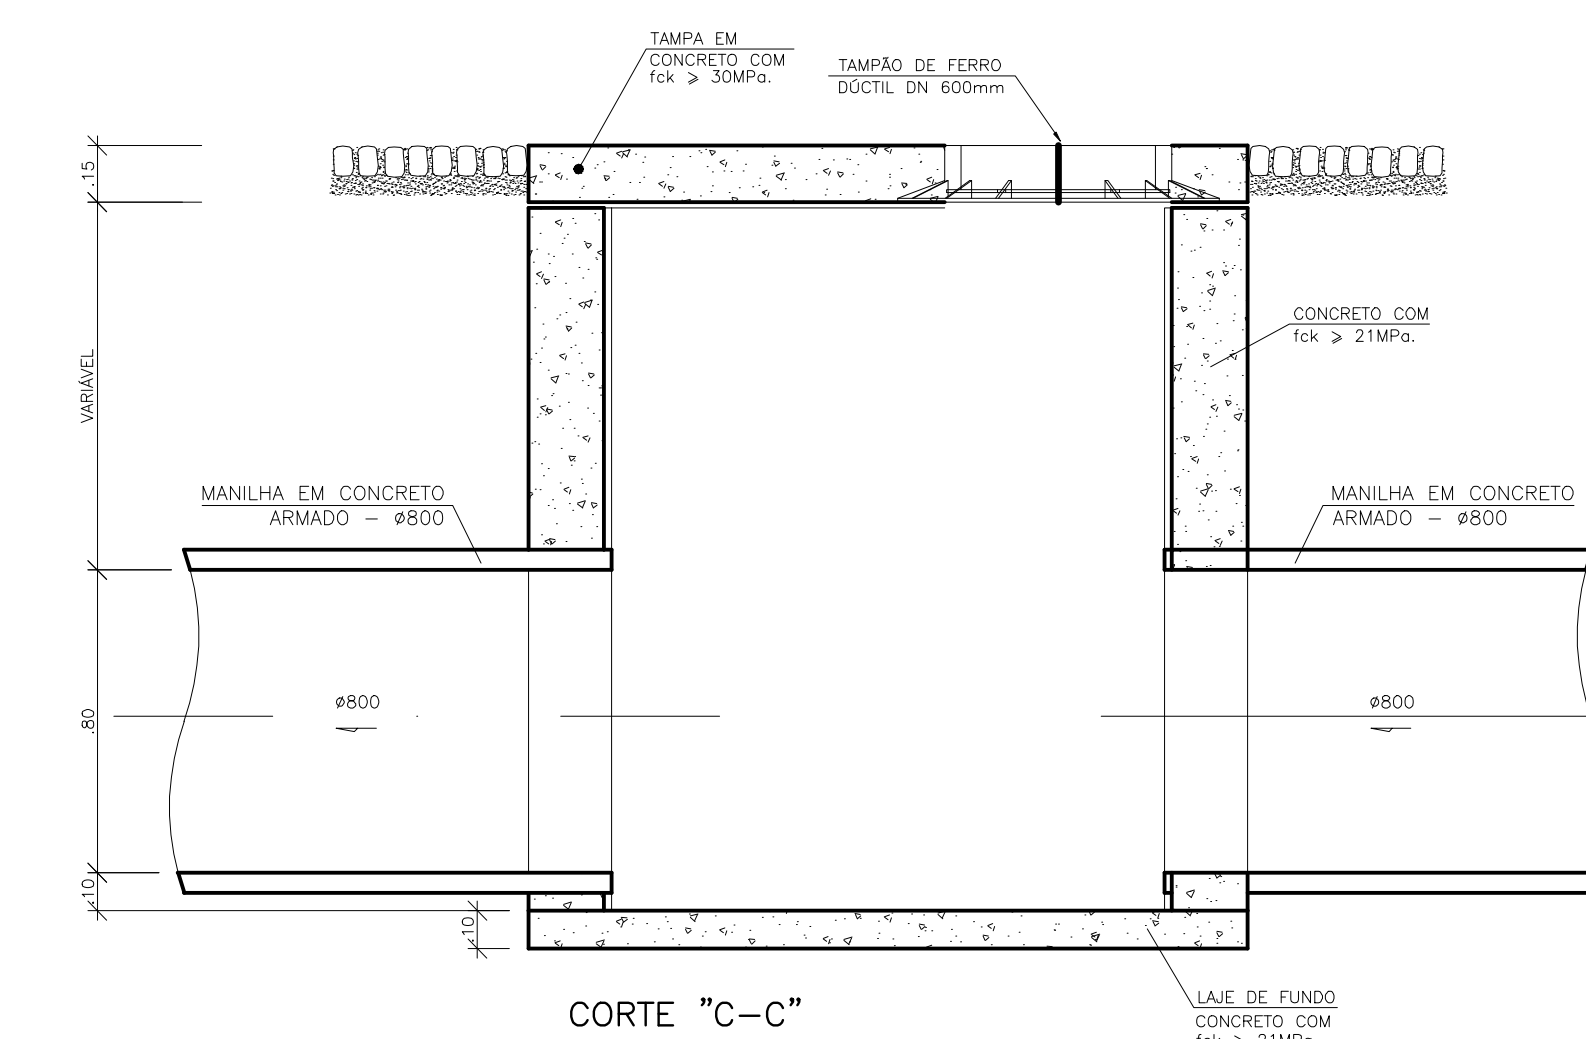 TAMPA EM
CONCRETO COM
fck ⩾ 30MPa.
TAMPÃO DE FERRO
DÚCTIL DN 600mm
.15
CONCRETO COM
fck ⩾ 21MPa.
VARIÁVEL
MANILHA EM CONCRETO
ARMADO – ø800
MANILHA EM CONCRETO
ARMADO – ø800
ø800
ø800
.80
.10
.10
CORTE "C–C"
LAJE DE FUNDO
CONCRETO COM
fck ⩾ 21MPa